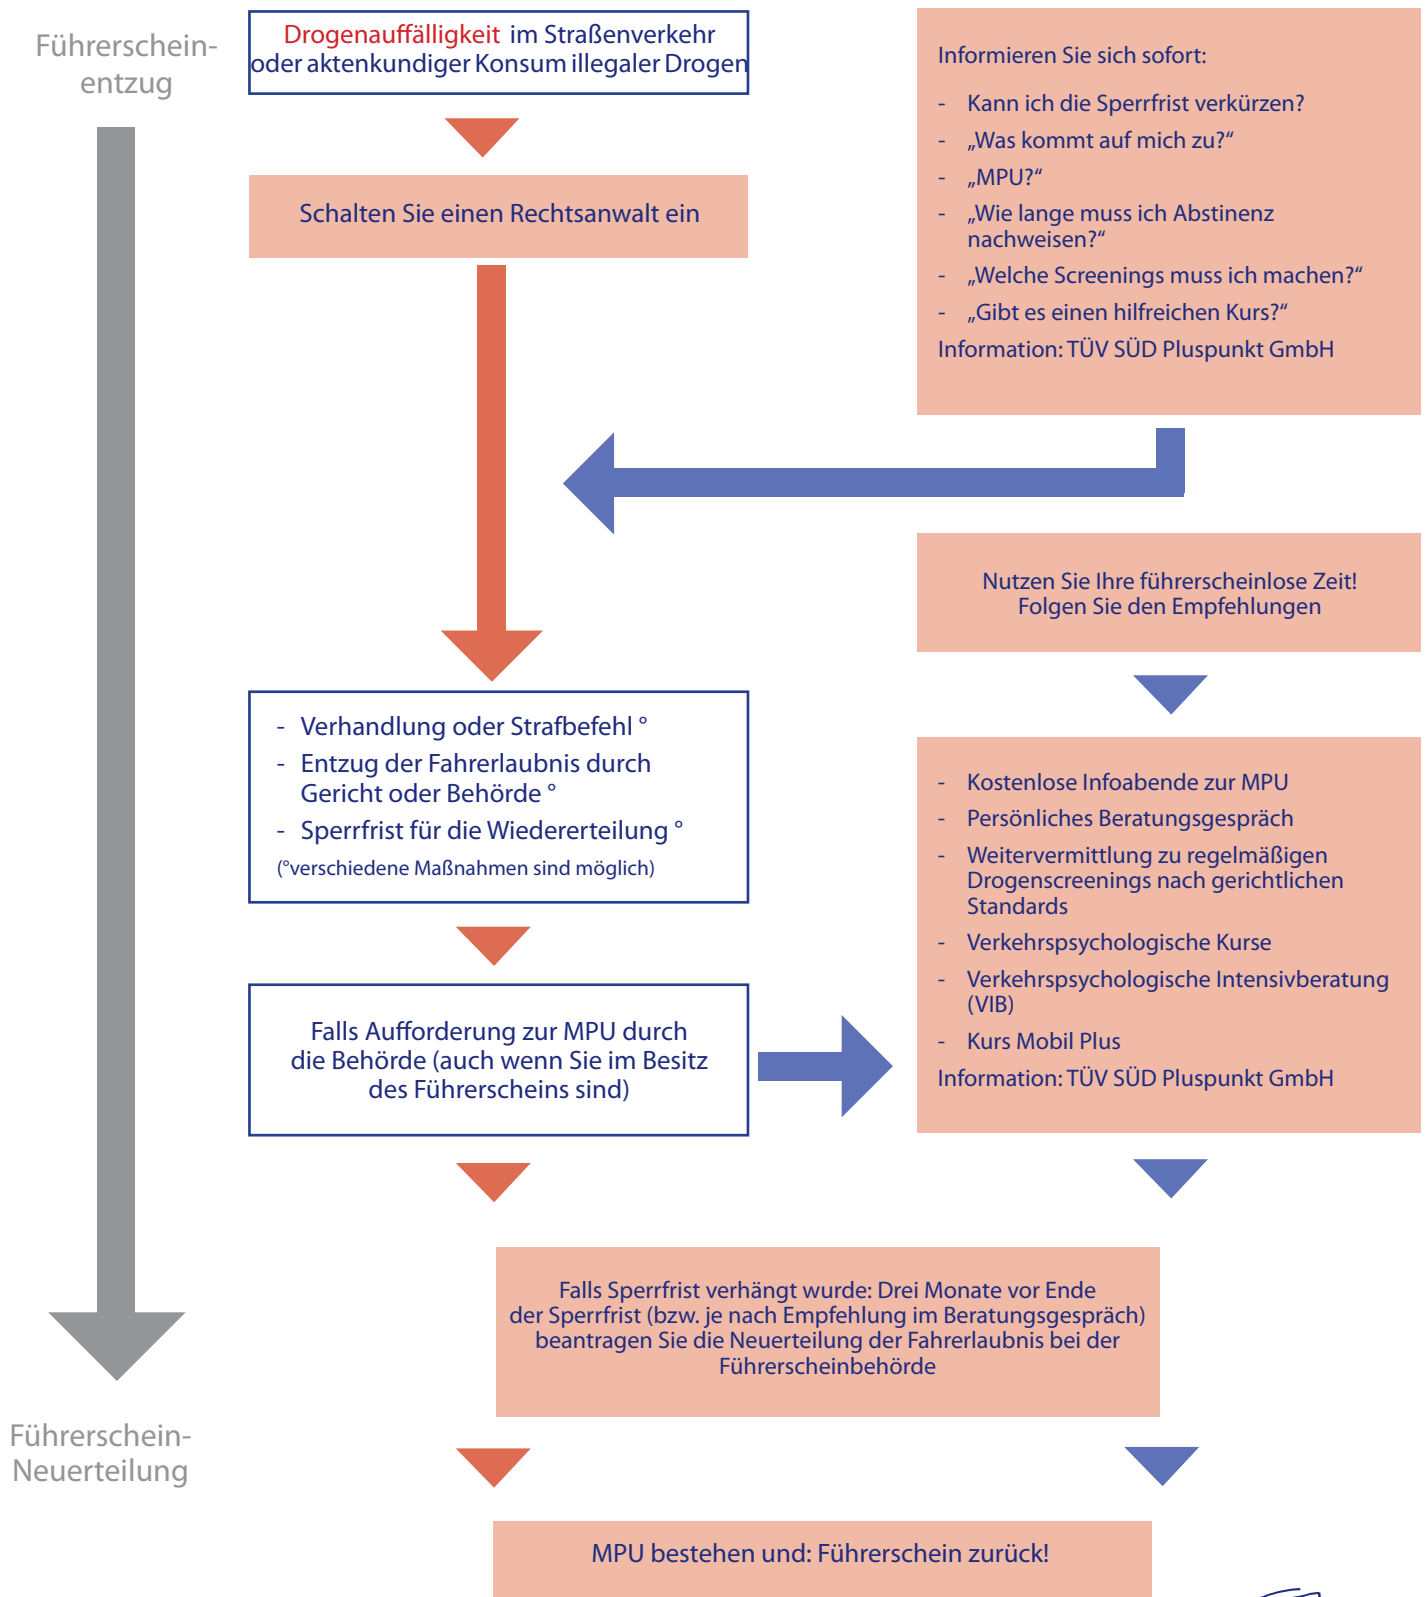 Führerschein-
entzug
Drogenauffälligkeit im Straßenverkehr
oder aktenkundiger Konsum illegaler Drogen
Schalten Sie einen Rechtsanwalt ein
Informieren Sie sich sofort:
- Kann ich die Sperrfrist verkürzen?
- „Was kommt auf mich zu?“
- „MPU?“
- „Wie lange muss ich Abstinenz
nachweisen?“
- „Welche Screenings muss ich machen?“
- „Gibt es einen hilfreichen Kurs?“
Information: TÜV SÜD Pluspunkt GmbH
Nutzen Sie Ihre führerscheinlose Zeit!
Folgen Sie den Empfehlungen
- Verhandlung oder Strafbefehl °
- Entzug der Fahrerlaubnis durch
Gericht oder Behörde °
- Sperrfrist für die Wiedererteilung °
(°verschiedene Maßnahmen sind möglich)
- Kostenlose Infoabende zur MPU
- Persönliches Beratungsgespräch
- Weitervermittlung zu regelmäßigen
Drogenscreenings nach gerichtlichen
Standards
- Verkehrspsychologische Kurse
- Verkehrspsychologische Intensivberatung
(VIB)
- Kurs Mobil Plus
Information: TÜV SÜD Pluspunkt GmbH
Falls Aufforderung zur MPU durch
die Behörde (auch wenn Sie im Besitz
des Führerscheins sind)
Falls Sperrfrist verhängt wurde: Drei Monate vor Ende
der Sperrfrist (bzw. je nach Empfehlung im Beratungsgespräch)
beantragen Sie die Neuerteilung der Fahrerlaubnis bei der
Führerscheinbehörde
Führerschein-
Neuerteilung
MPU bestehen und: Führerschein zurück!